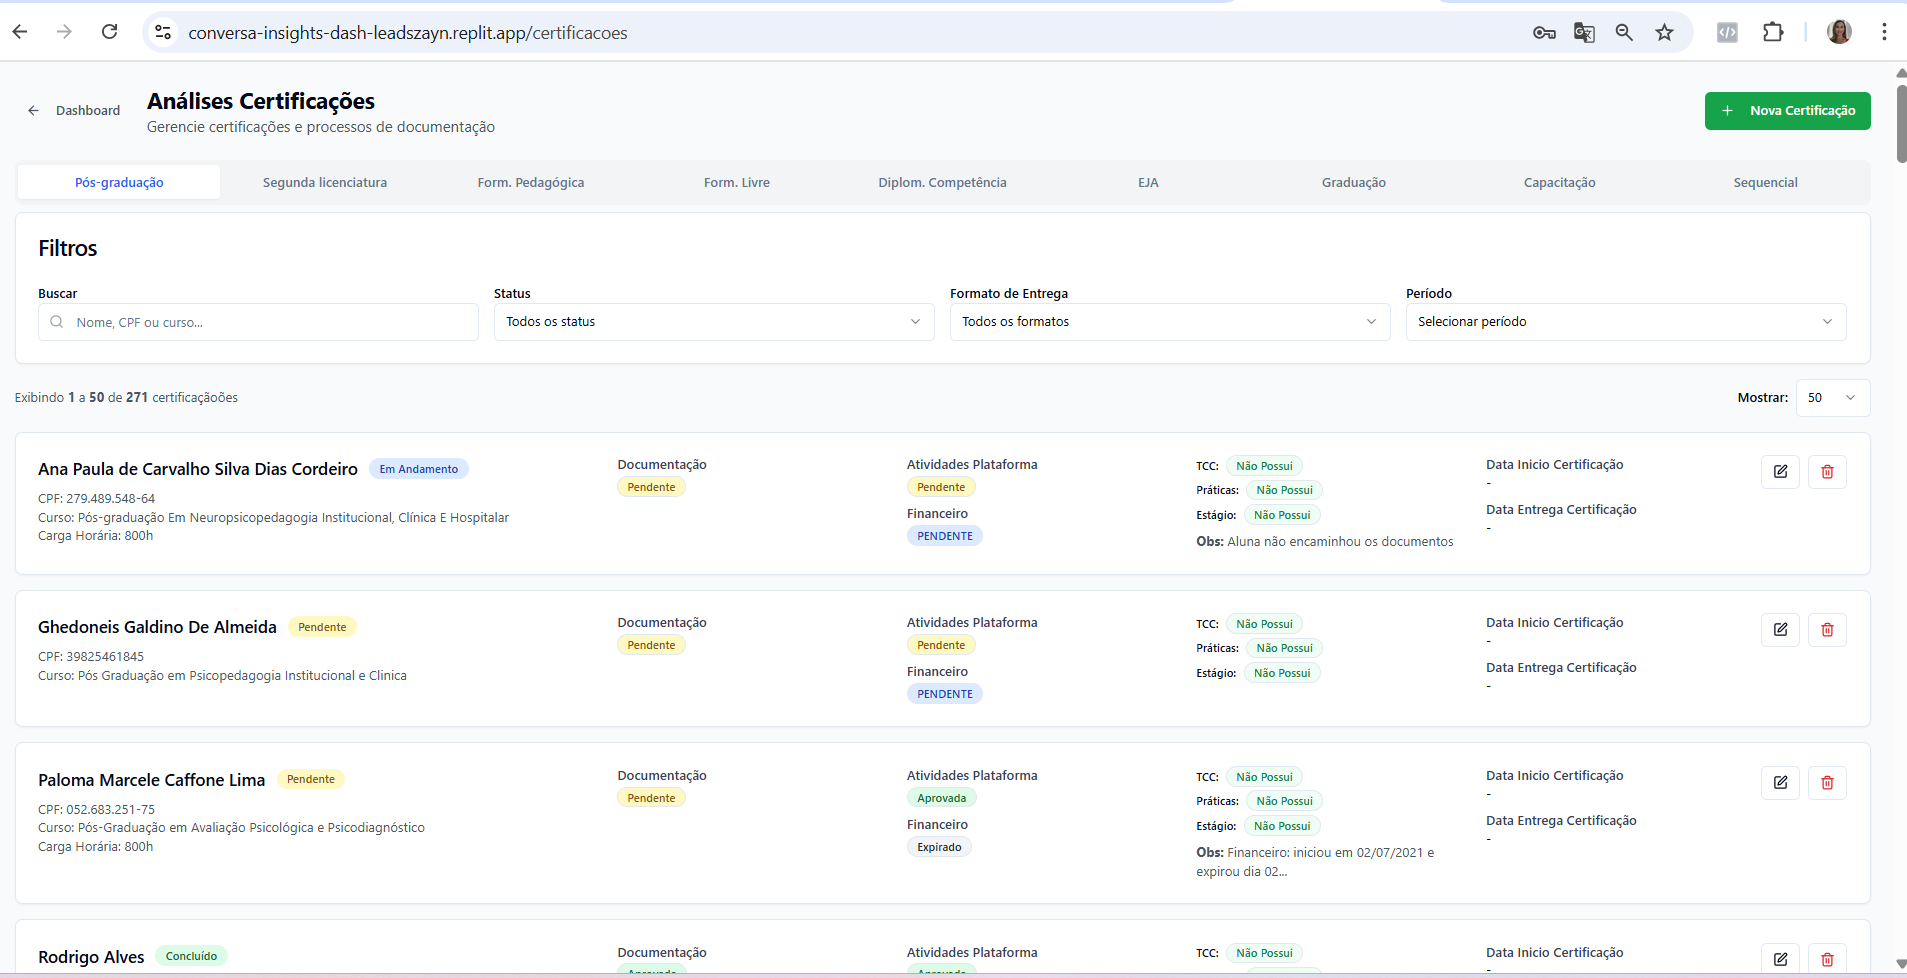 conversa-insights-dash-leadszayn.replit.app/certificacoes
Dashboard
Análises Certificações
Gerencie certificações e processos de documentação
+ Nova Certificação
Pós-graduação Segunda licenciatura Form. Pedagógica Form. Livre Diplom. Competência EJA Graduação Capacitação Sequencial
Filtros
Buscar Status Formato de Entrega Período
Nome, CPF ou curso... Todos os status Todos os formatos Selecionar período
Exibindo 1 a 50 de 271 certificaçãoões
Mostrar: 50
Ana Paula de Carvalho Silva Dias Cordeiro Em Andamento
CPF: 279.489.548-64
Curso: Pós-graduação Em Neuropsicopedagogia Institucional, Clínica E Hospitalar
Carga Horária: 800h
Documentação
Pendente
Atividades Plataforma
Pendente
Financeiro
PENDENTE
TCC: Não Possui
Práticas: Não Possui
Estágio: Não Possui
Obs: Aluna não encaminhou os documentos
Data Inicio Certificação
-
Data Entrega Certificação
-
Ghedoneis Galdino De Almeida Pendente
CPF: 39825461845
Curso: Pós Graduação em Psicopedagogia Institucional e Clinica
Documentação
Pendente
Atividades Plataforma
Pendente
Financeiro
PENDENTE
TCC: Não Possui
Práticas: Não Possui
Estágio: Não Possui
Data Inicio Certificação
-
Data Entrega Certificação
-
Paloma Marcele Caffone Lima Pendente
CPF: 052.683.251-75
Curso: Pós-Graduação em Avaliação Psicológica e Psicodiagnóstico
Carga Horária: 800h
Documentação
Pendente
Atividades Plataforma
Aprovada
Financeiro
Expirado
TCC: Não Possui
Práticas: Não Possui
Estágio: Não Possui
Obs: Financeiro: iniciou em 02/07/2021 e
expirou dia 02...
Data Inicio Certificação
-
Data Entrega Certificação
-
Rodrigo Alves Concluído
Documentação
Atividades Plataforma
TCC: Não Possui
Data Inicio Certificação